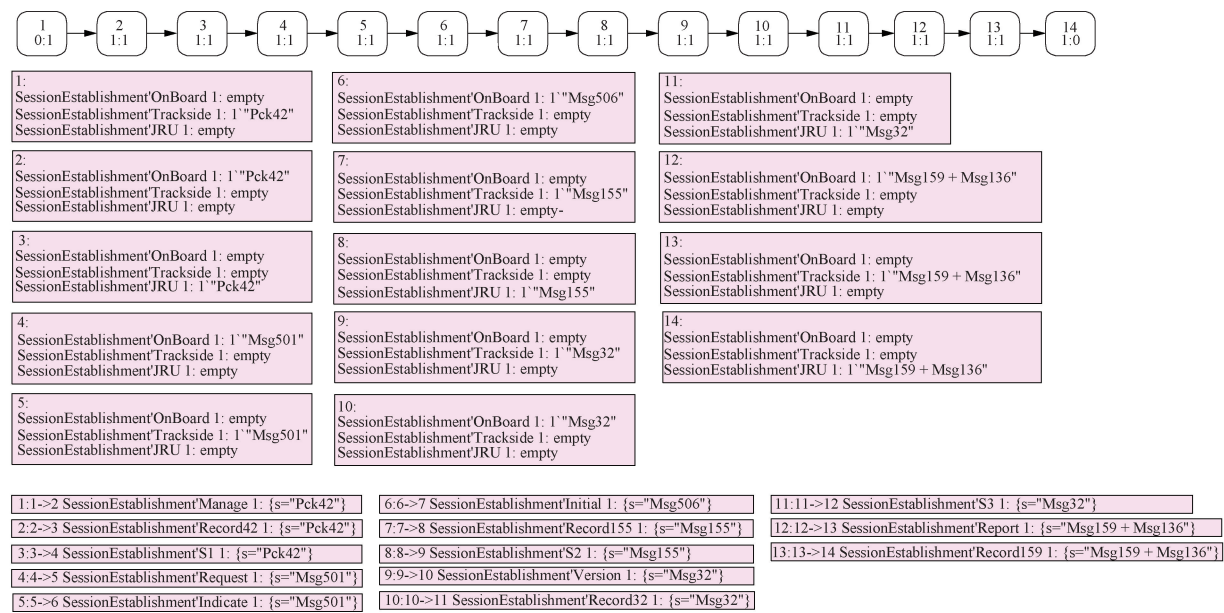 1 2 3 4 5 6 7 8 9 10 11 12 13 14
0:1 1:1 1:1 1:1 1:1 1:1 1:1 1:1 1:1 1:1 1:1 1:1 1:1 1:0
1:
SessionEstablishment'OnBoard 1: empty
SessionEstablishment'Trackside 1: 1`"Pck42"
SessionEstablishment'JRU 1: empty
2:
SessionEstablishment'OnBoard 1: 1`"Pck42"
SessionEstablishment'Trackside 1: empty
SessionEstablishment'JRU 1: empty
3:
SessionEstablishment'OnBoard 1: empty
SessionEstablishment'Trackside 1: empty
SessionEstablishment'JRU 1: 1`"Pck42"
4:
SessionEstablishment'OnBoard 1: 1`"Msg501"
SessionEstablishment'Trackside 1: empty
SessionEstablishment'JRU 1: empty
5:
SessionEstablishment'OnBoard 1: empty
SessionEstablishment'Trackside 1: 1`"Msg501"
SessionEstablishment'JRU 1: empty
6:
SessionEstablishment'OnBoard 1: 1`"Msg506"
SessionEstablishment'Trackside 1: empty
SessionEstablishment'JRU 1: empty
7:
SessionEstablishment'OnBoard 1: empty
SessionEstablishment'Trackside 1: 1`"Msg155"
SessionEstablishment'JRU 1: empty-
8:
SessionEstablishment'OnBoard 1: empty
SessionEstablishment'Trackside 1: empty
SessionEstablishment'JRU 1: 1`"Msg155"
9:
SessionEstablishment'OnBoard 1: empty
SessionEstablishment'Trackside 1: 1`"Msg32"
SessionEstablishment'JRU 1: empty
10:
SessionEstablishment'OnBoard 1: 1`"Msg32"
SessionEstablishment'Trackside 1: empty
SessionEstablishment'JRU 1: empty
11:
SessionEstablishment'OnBoard 1: empty
SessionEstablishment'Trackside 1: empty
SessionEstablishment'JRU 1: 1`"Msg32"
12:
SessionEstablishment'OnBoard 1: 1`"Msg159 + Msg136"
SessionEstablishment'Trackside 1: empty
SessionEstablishment'JRU 1: empty
13:
SessionEstablishment'OnBoard 1: empty
SessionEstablishment'Trackside 1: 1`"Msg159 + Msg136"
SessionEstablishment'JRU 1: empty
14:
SessionEstablishment'OnBoard 1: empty
SessionEstablishment'Trackside 1: empty
SessionEstablishment'JRU 1: 1`"Msg159 + Msg136"
1:1->2 SessionEstablishment'Manage 1: {s="Pck42"}
2:2->3 SessionEstablishment'Record42 1: {s="Pck42"}
3:3->4 SessionEstablishment'S1 1: {s="Pck42"}
4:4->5 SessionEstablishment'Request 1: {s="Msg501"}
5:5->6 SessionEstablishment'Indicate 1: {s="Msg501"}
6:6->7 SessionEstablishment'Initial 1: {s="Msg506"}
7:7->8 SessionEstablishment'Record155 1: {s="Msg155"}
8:8->9 SessionEstablishment'S2 1: {s="Msg155"}
9:9->10 SessionEstablishment'Version 1: {s="Msg32"}
10:10->11 SessionEstablishment'Record32 1: {s="Msg32"}
11:11->12 SessionEstablishment'S3 1: {s="Msg32"}
12:12->13 SessionEstablishment'Report 1: {s="Msg159 + Msg136"}
13:13->14 SessionEstablishment'Record159 1: {s="Msg159 + Msg136"}